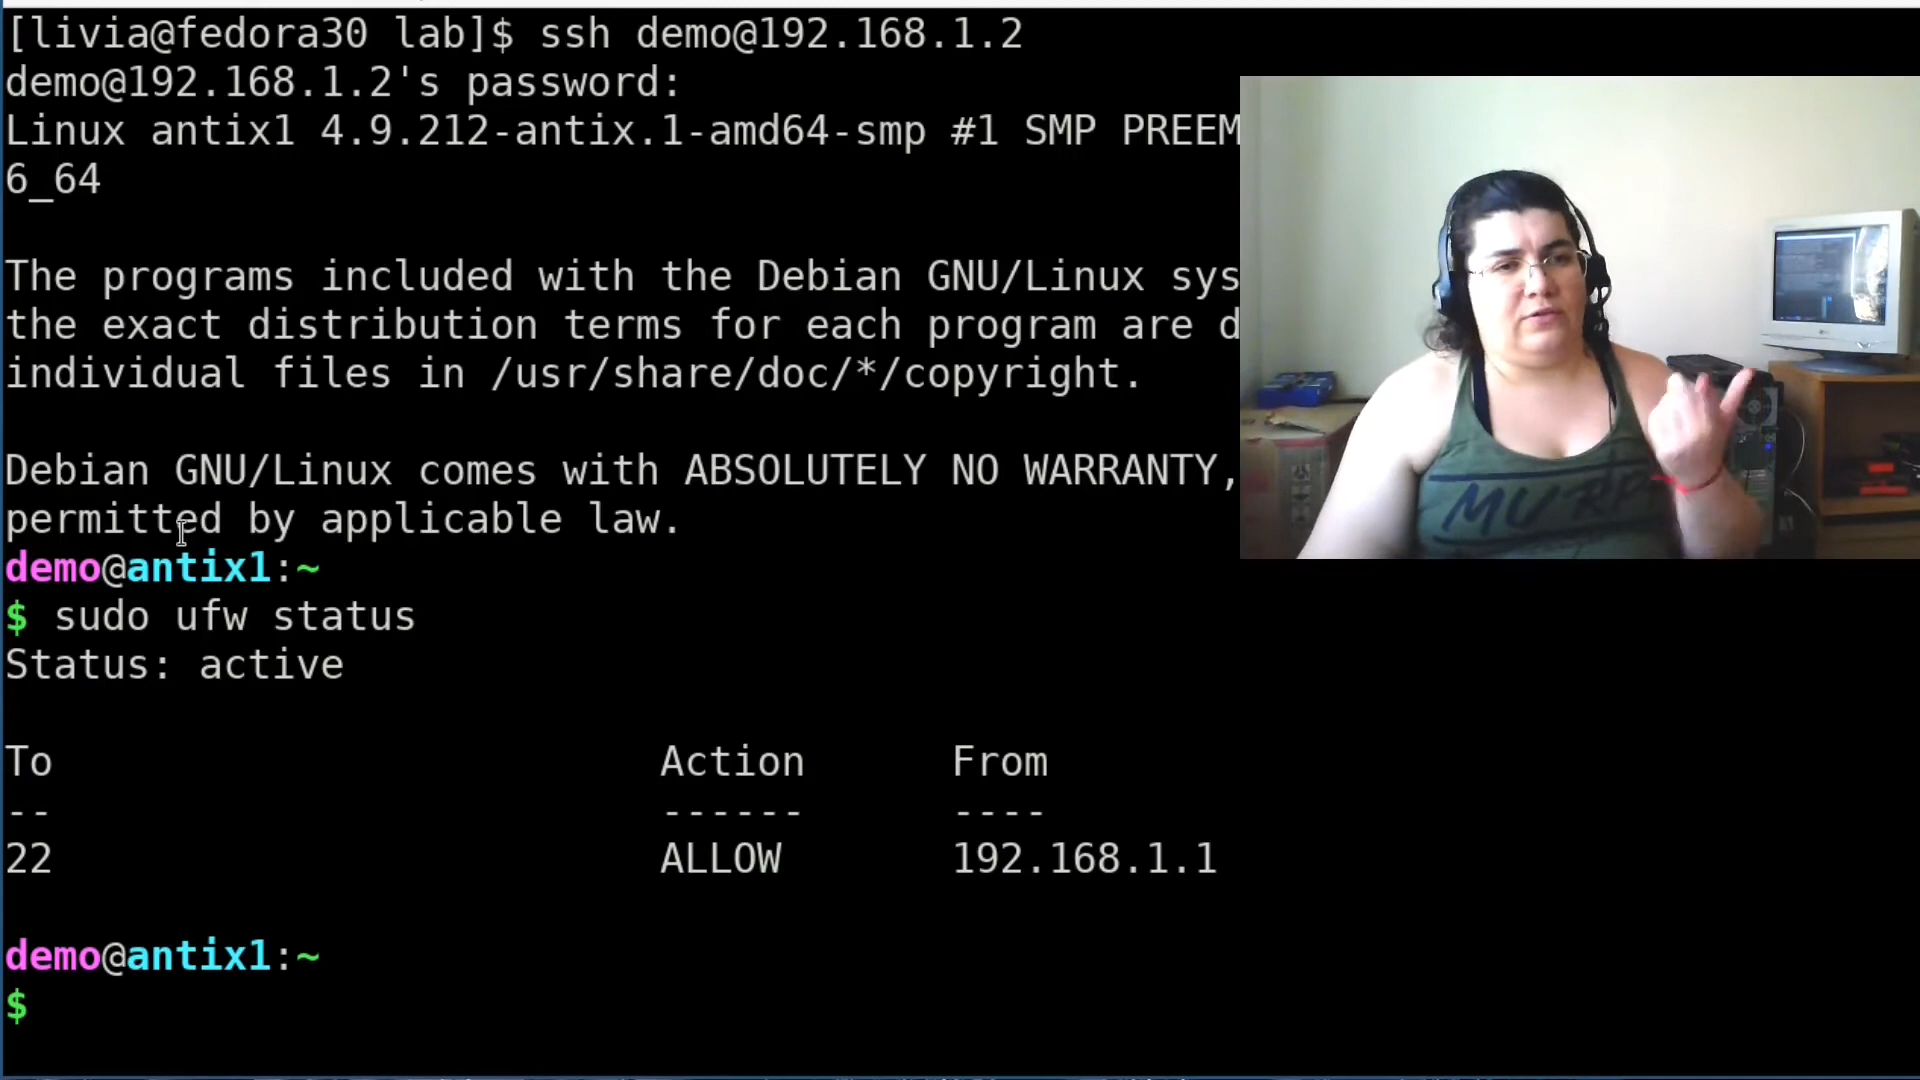 [livia@fedora30 lab]$ ssh demo@192.168.1.2
demo@192.168.1.2's password:
Linux antix1 4.9.212-antix.1-amd64-smp #1 SMP PREEM
6_64
The programs included with the Debian GNU/Linux sys
the exact distribution terms for each program are d
individual files in /usr/share/doc/*/copyright.
Debian GNU/Linux comes with ABSOLUTELY NO WARRANTY,
permitted by applicable law.
demo@antix1:~
$ sudo ufw status
Status: active
To Action From
-- ------ ----
22 ALLOW 192.168.1.1
demo@antix1:~
$